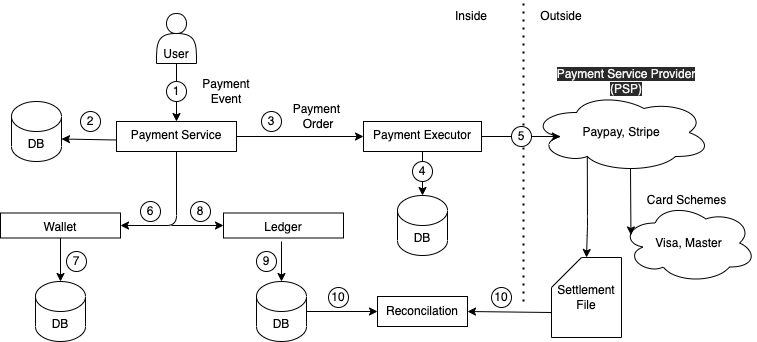 Inside
Outside
User
1
Payment
Event
Payment Service Provider
(PSP)
2
DB
Payment Service
3
Payment
Order
Payment Executor
5
Paypay, Stripe
4
DB
Card Schemes
Visa, Master
6
8
Wallet
Ledger
7
DB
9
DB
10
Reconcilation
10
Settlement
File